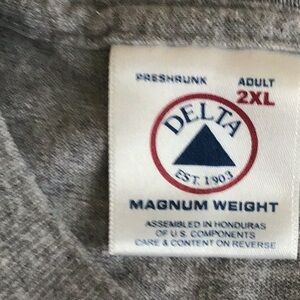 PRESHRUNK ADULT
2XL
DELTA
EST. 1903
MAGNUM WEIGHT
ASSEMBLED IN HONDURAS
OF U.S. COMPONENTS
CARE & CONTENT ON REVERSE